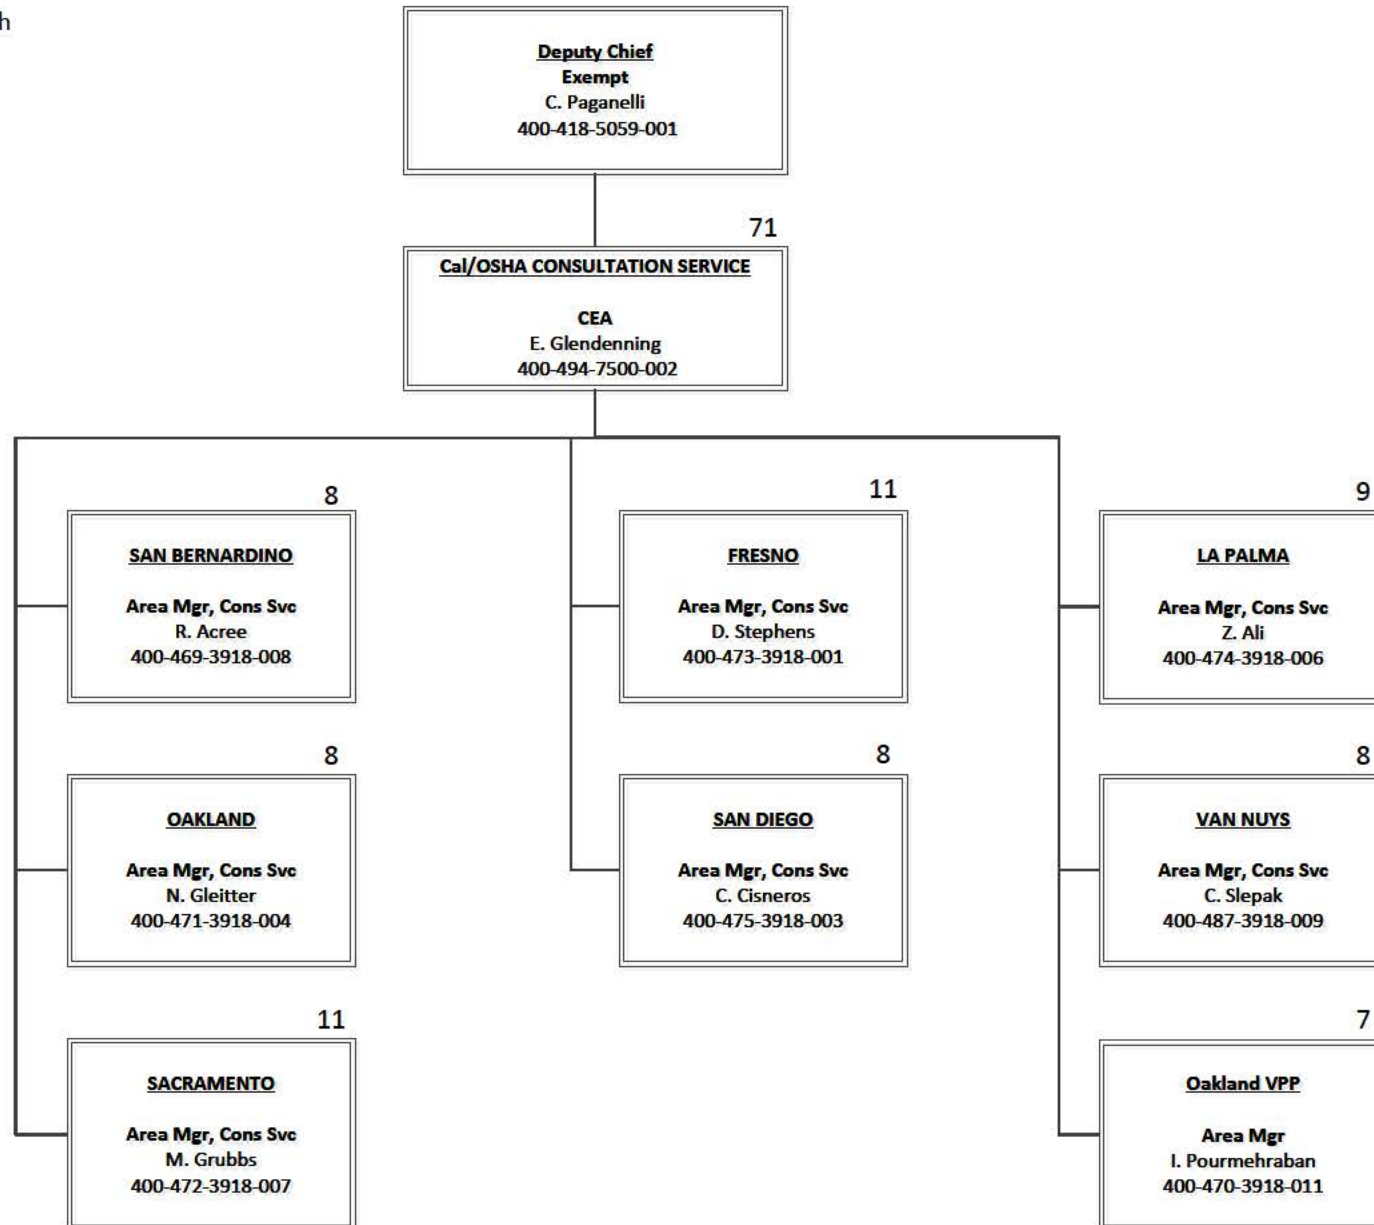 h
Deputy Chief
Exempt
C. Paganelli
400-418-5059-001
71
Cal/OSHA CONSULTATION SERVICE
CEA
E. Glendenning
400-494-7500-002
8
SAN BERNARDINO
Area Mgr, Cons Svc
R. Acree
400-469-3918-008
11
FRESNO
Area Mgr, Cons Svc
D. Stephens
400-473-3918-001
9
LA PALMA
Area Mgr, Cons Svc
Z. Ali
400-474-3918-006
8
OAKLAND
Area Mgr, Cons Svc
N. Gleitter
400-471-3918-004
8
SAN DIEGO
Area Mgr, Cons Svc
C. Cisneros
400-475-3918-003
8
VAN NUYS
Area Mgr, Cons Svc
C. Slepak
400-487-3918-009
11
SACRAMENTO
Area Mgr, Cons Svc
M. Grubbs
400-472-3918-007
7
Oakland VPP
Area Mgr
I. Pourmehraban
400-470-3918-011